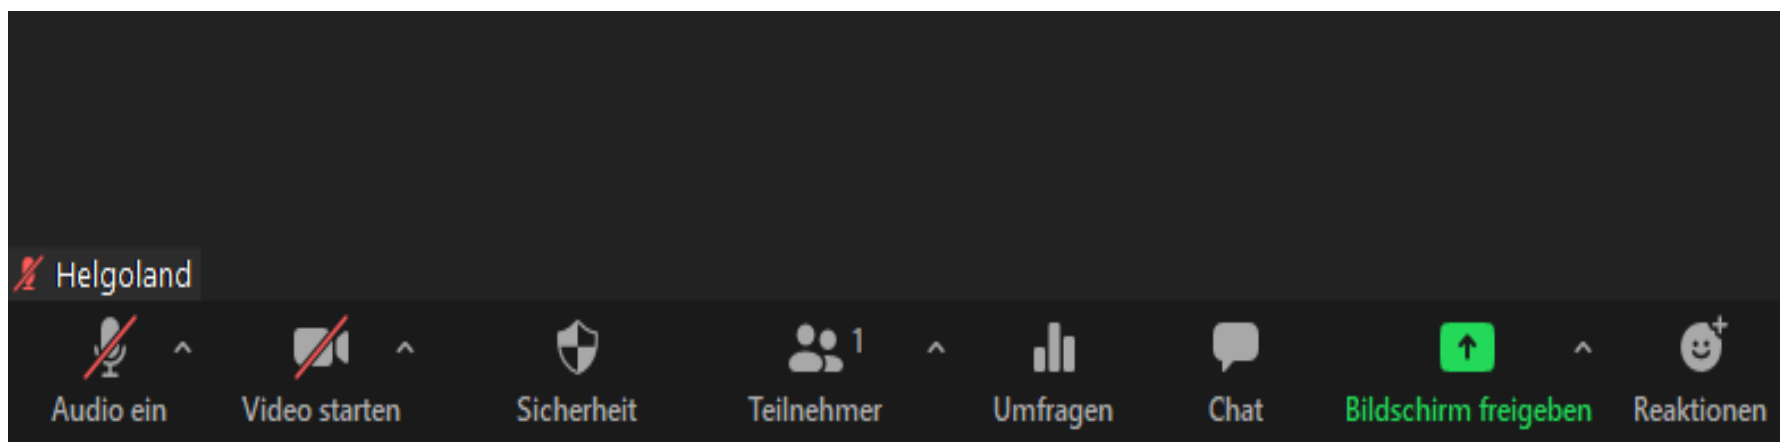 Helgoland
1
Audio ein Video starten Sicherheit Teilnehmer Umfragen Chat Bildschirm freigeben Reaktionen